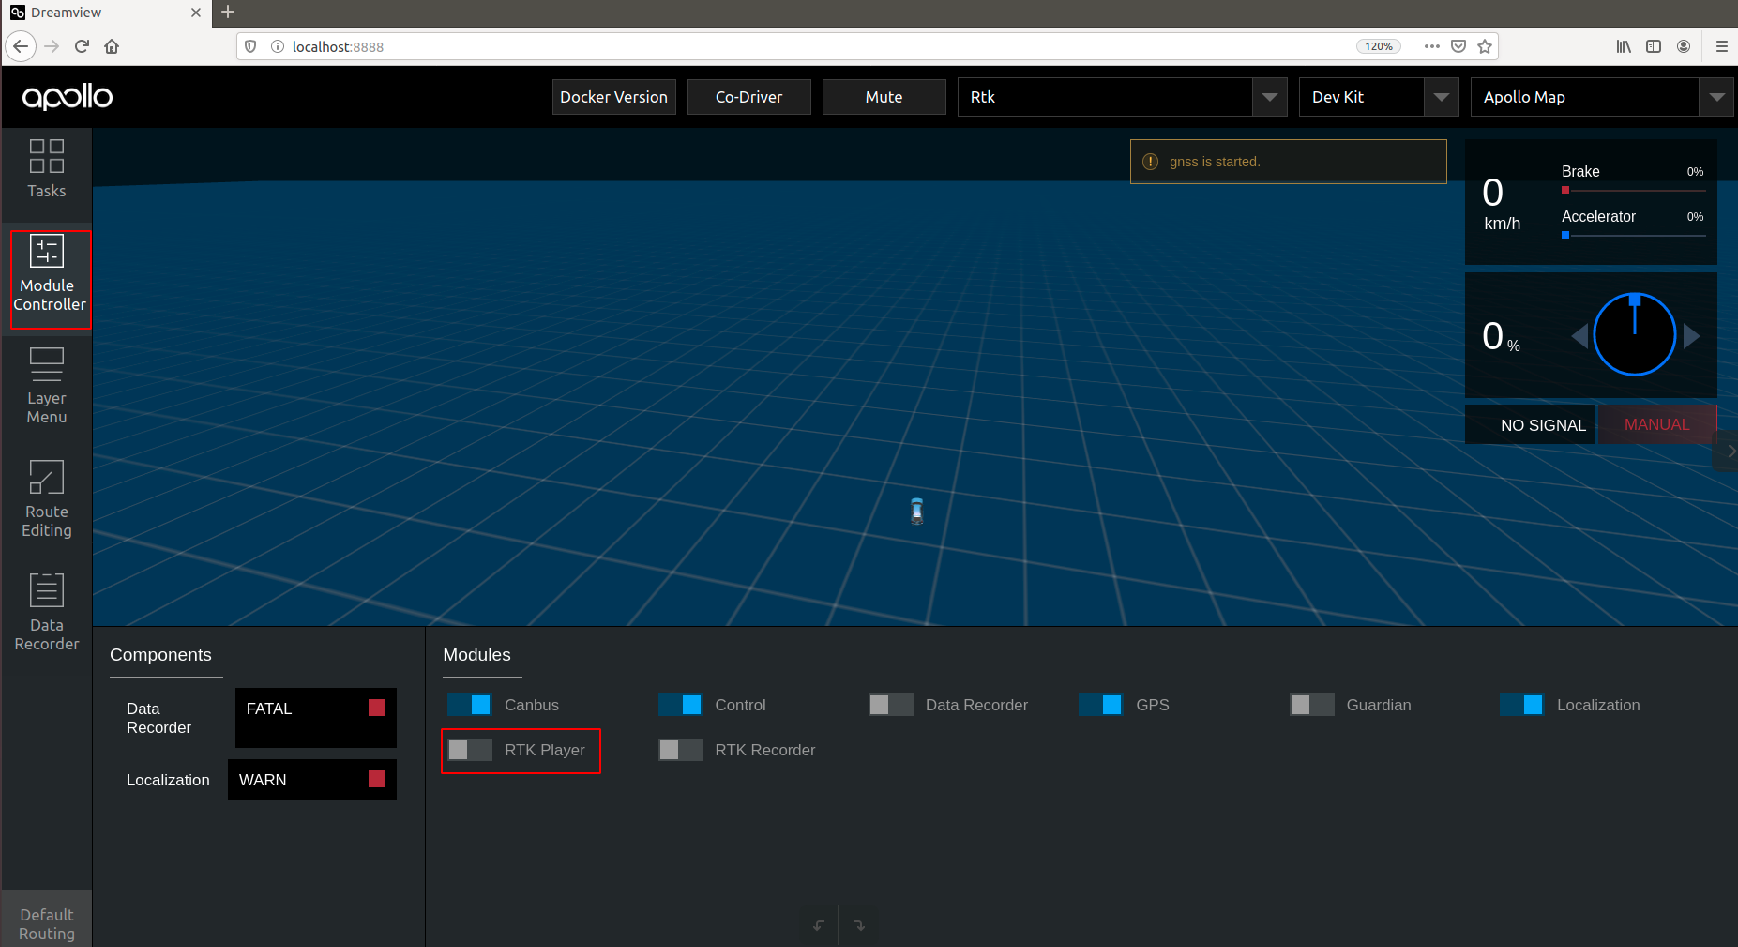 Dreamview
localhost:8888
120%
apollo
Docker Version
Co-Driver
Mute
Rtk
Dev Kit
Apollo Map
Tasks
Module
Controller
Layer
Menu
Route
Editing
Data
Recorder
Default
Routing
! gnss is started.
0
km/h
Brake 0%
Accelerator 0%
0 %
NO SIGNAL
MANUAL
Components
Data
Recorder
FATAL
Localization
WARN
Modules
Canbus
Control
Data Recorder
GPS
Guardian
Localization
RTK Player
RTK Recorder